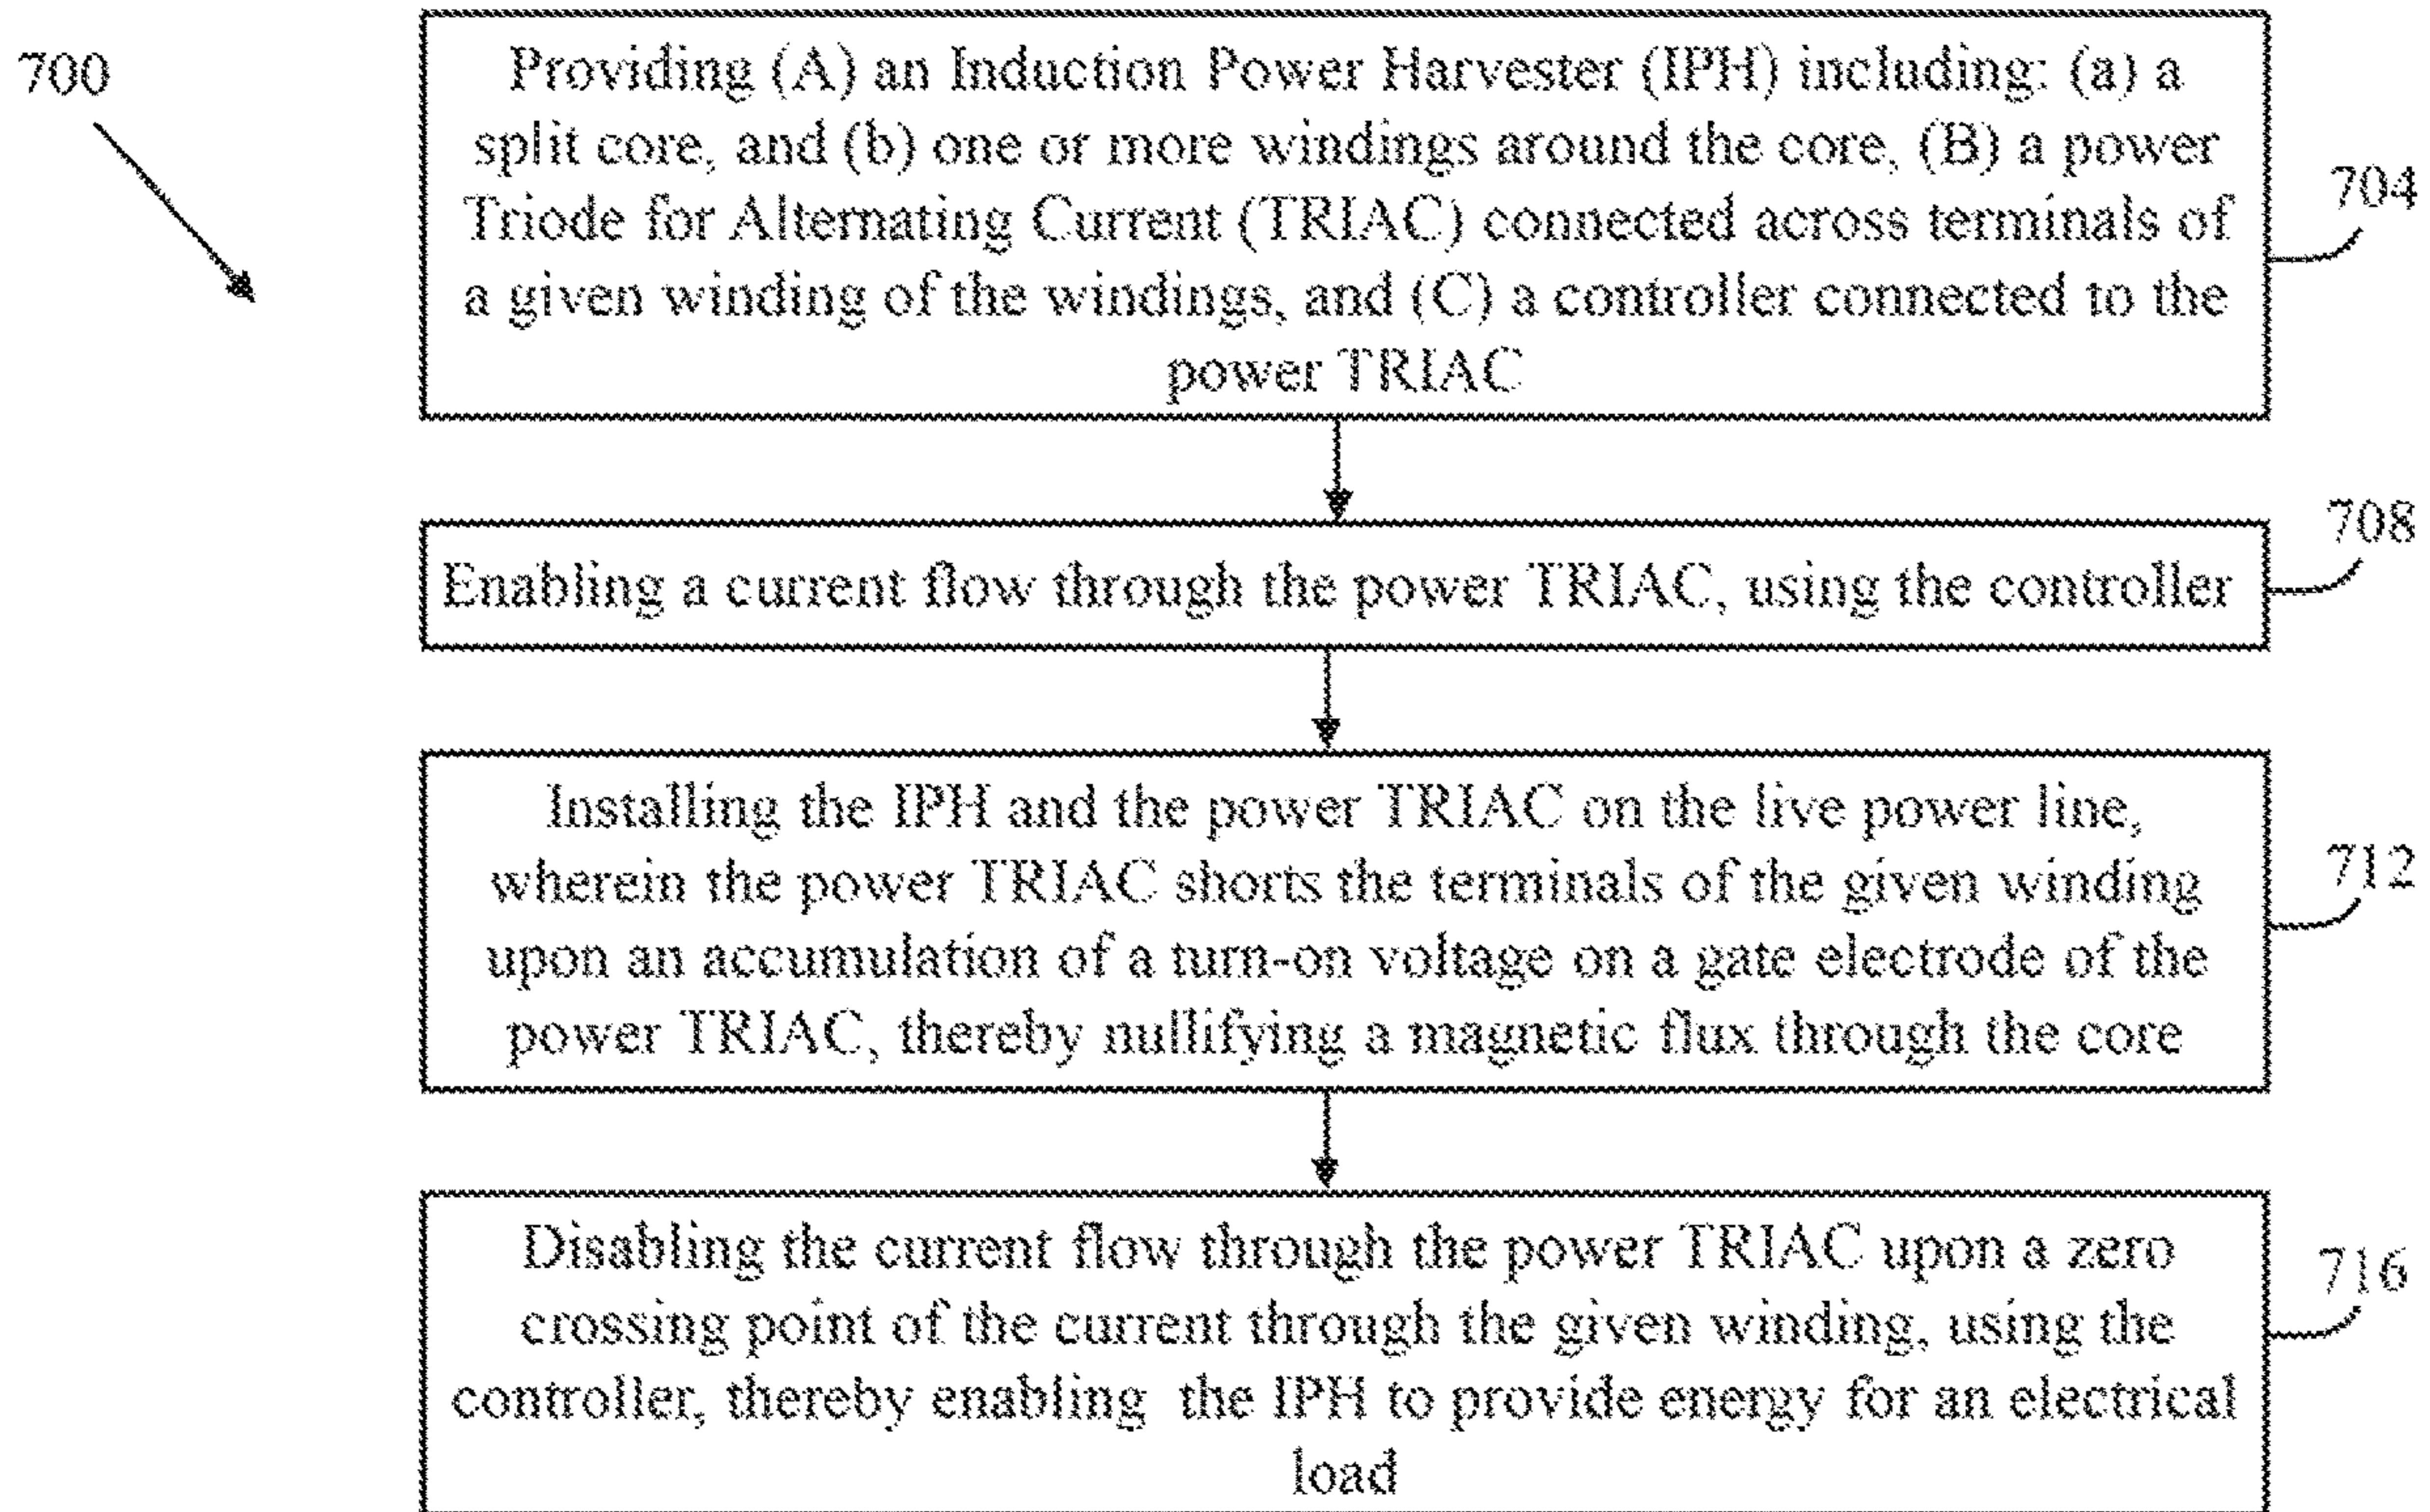 700
Providing (A) an Induction Power Harvester (IPH) including: (a) a
split core, and (b) one or more windings around the core, (B) a power
Triode for Alternating Current (TRIAC) connected across terminals of
a given winding of the windings, and (C) a controller connected to the
power TRIAC
704
Enabling a current flow through the power TRIAC, using the controller
708
Installing the IPH and the power TRIAC on the live power line,
wherein the power TRIAC shorts the terminals of the given winding
upon an accumulation of a turn-on voltage on a gate electrode of the
power TRIAC, thereby nullifying a magnetic flux through the core
712
Disabling the current flow through the power TRIAC upon a zero
crossing point of the current through the given winding, using the
controller, thereby enabling the IPH to provide energy for an electrical
load
716